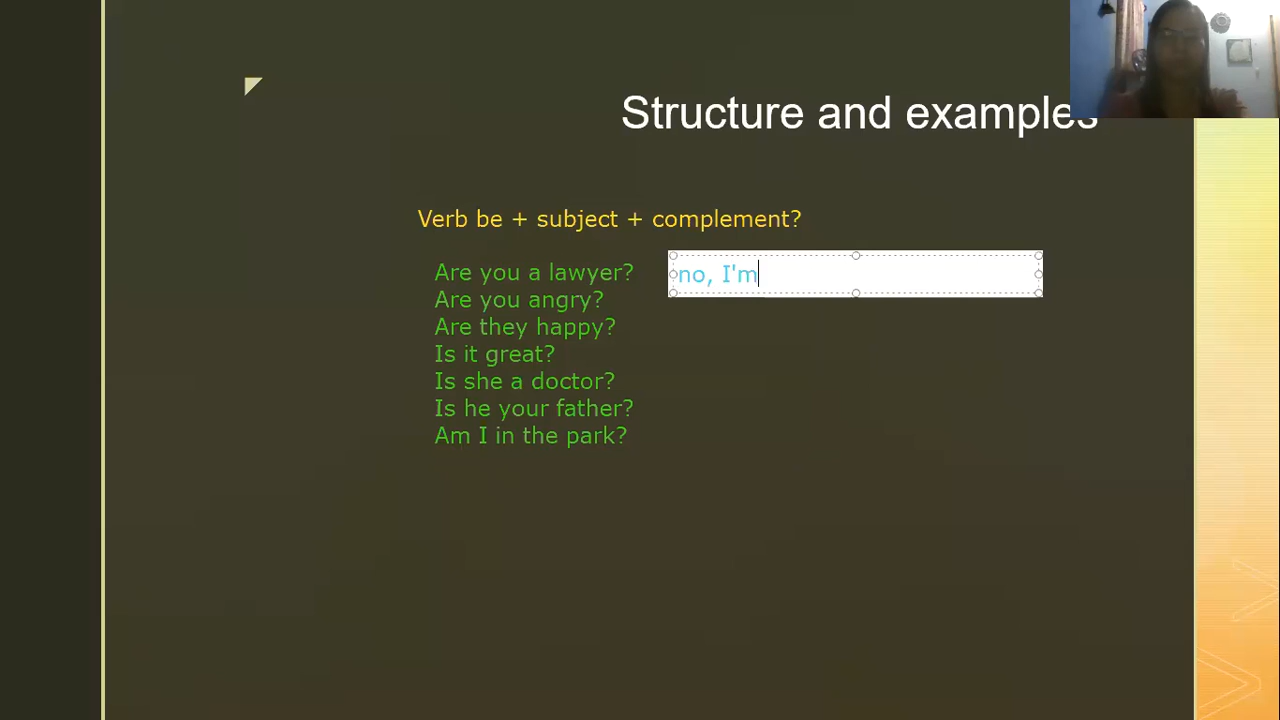 Structure and examples
Verb be + subject + complement?
Are you a lawyer?
no, I'm
Are you angry?
Are they happy?
Is it great?
Is she a doctor?
Is he your father?
Am I in the park?